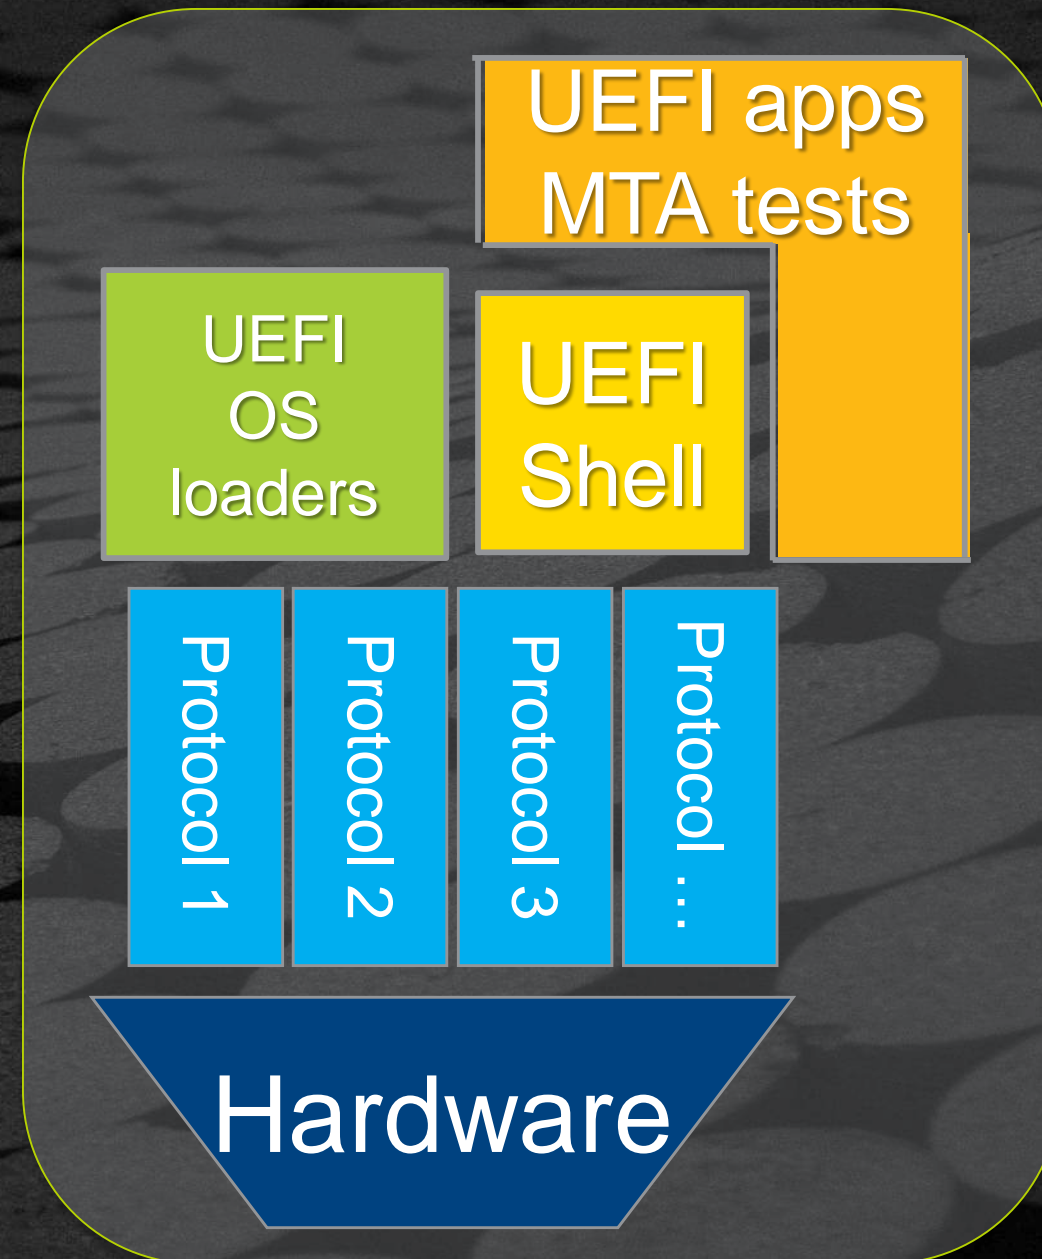 UEFI apps
MTA tests
UEFI
OS
loaders
UEFI
Shell
Protocol 1
Protocol 2
Protocol 3
Protocol …
Hardware